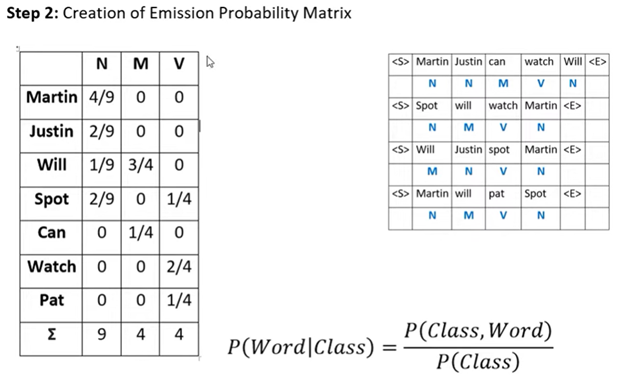 Step 2: Creation of Emission Probability Matrix
N M V
Martin 4/9 0 0
Justin 2/9 0 0
Will 1/9 3/4 0
Spot 2/9 0 1/4
Can 0 1/4 0
Watch 0 0 2/4
Pat 0 0 1/4
Σ 9 4 4
<S> Martin Justin can watch Will <E>
N N M V N
<S> Spot will watch Martin <E>
N M V N
<S> Will Justin spot Martin <E>
M N V N
<S> Martin will pat Spot <E>
N M V N
P(Word|Class) = P(Class, Word) / P(Class)